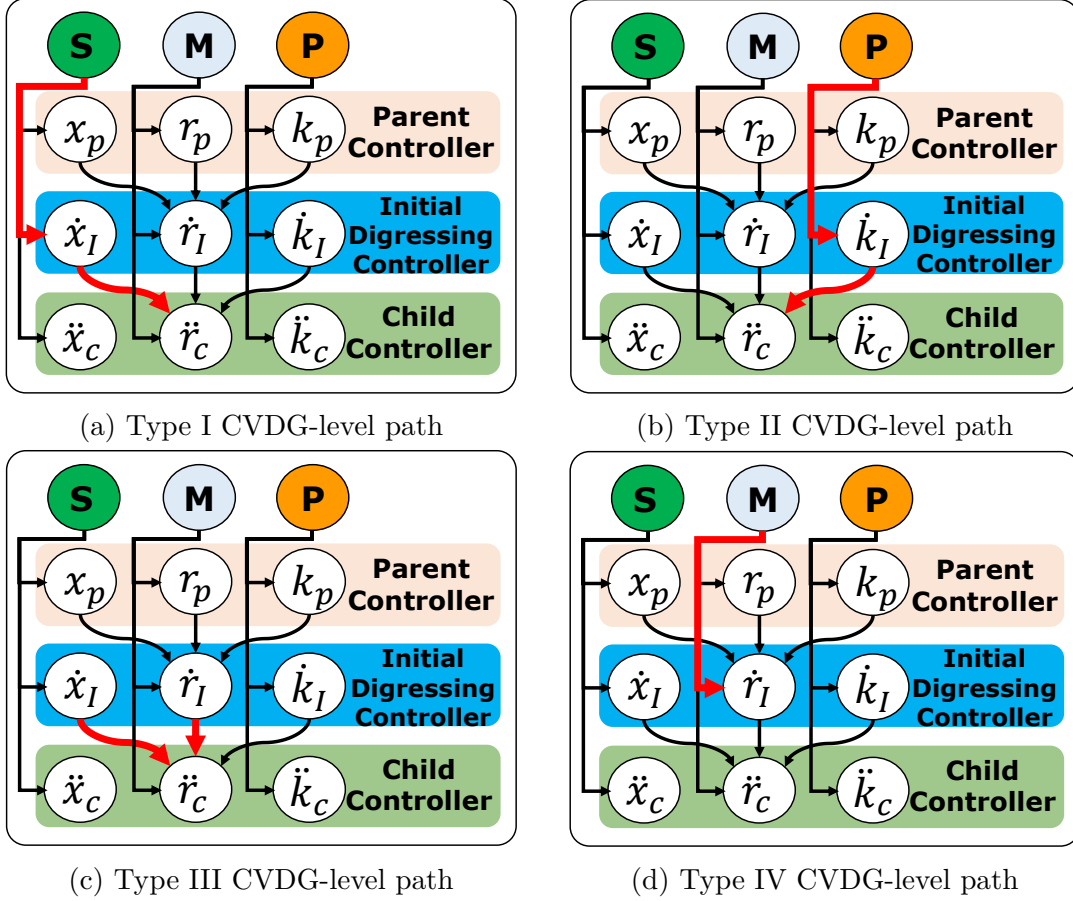 S M P
x_p r_p k_p Parent
Controller
ẋ_I ṙ_I k̇_I Initial
Digressing
Controller
ẍ_c r̈_c k̈_c Child
Controller
(a) Type I CVDG-level path
S M P
x_p r_p k_p Parent
Controller
ẋ_I ṙ_I k̇_I Initial
Digressing
Controller
ẍ_c r̈_c k̈_c Child
Controller
(b) Type II CVDG-level path
S M P
x_p r_p k_p Parent
Controller
ẋ_I ṙ_I k̇_I Initial
Digressing
Controller
ẍ_c r̈_c k̈_c Child
Controller
(c) Type III CVDG-level path
S M P
x_p r_p k_p Parent
Controller
ẋ_I ṙ_I k̇_I Initial
Digressing
Controller
ẍ_c r̈_c k̈_c Child
Controller
(d) Type IV CVDG-level path